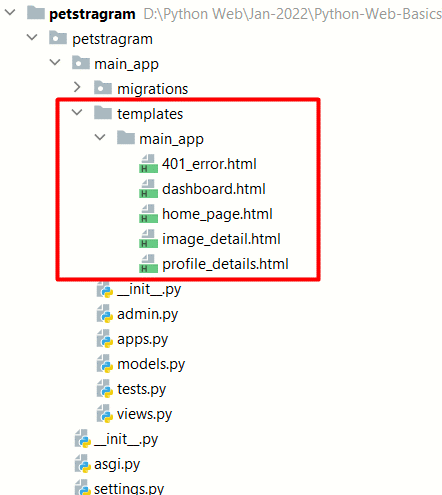 petstragram D:\Python Web\Jan-2022\Python-Web-Basics
petstragram
main_app
migrations
templates
main_app
401_error.html
dashboard.html
home_page.html
image_detail.html
profile_details.html
__init__.py
admin.py
apps.py
models.py
tests.py
views.py
__init__.py
asgi.py
settings.py